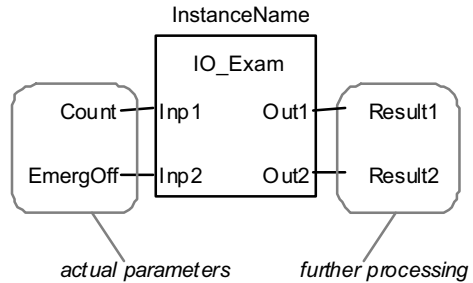 InstanceName
IO_Exam
Count Inp1 Out1 Result1
EmergOff Inp2 Out2 Result2
actual parameters further processing